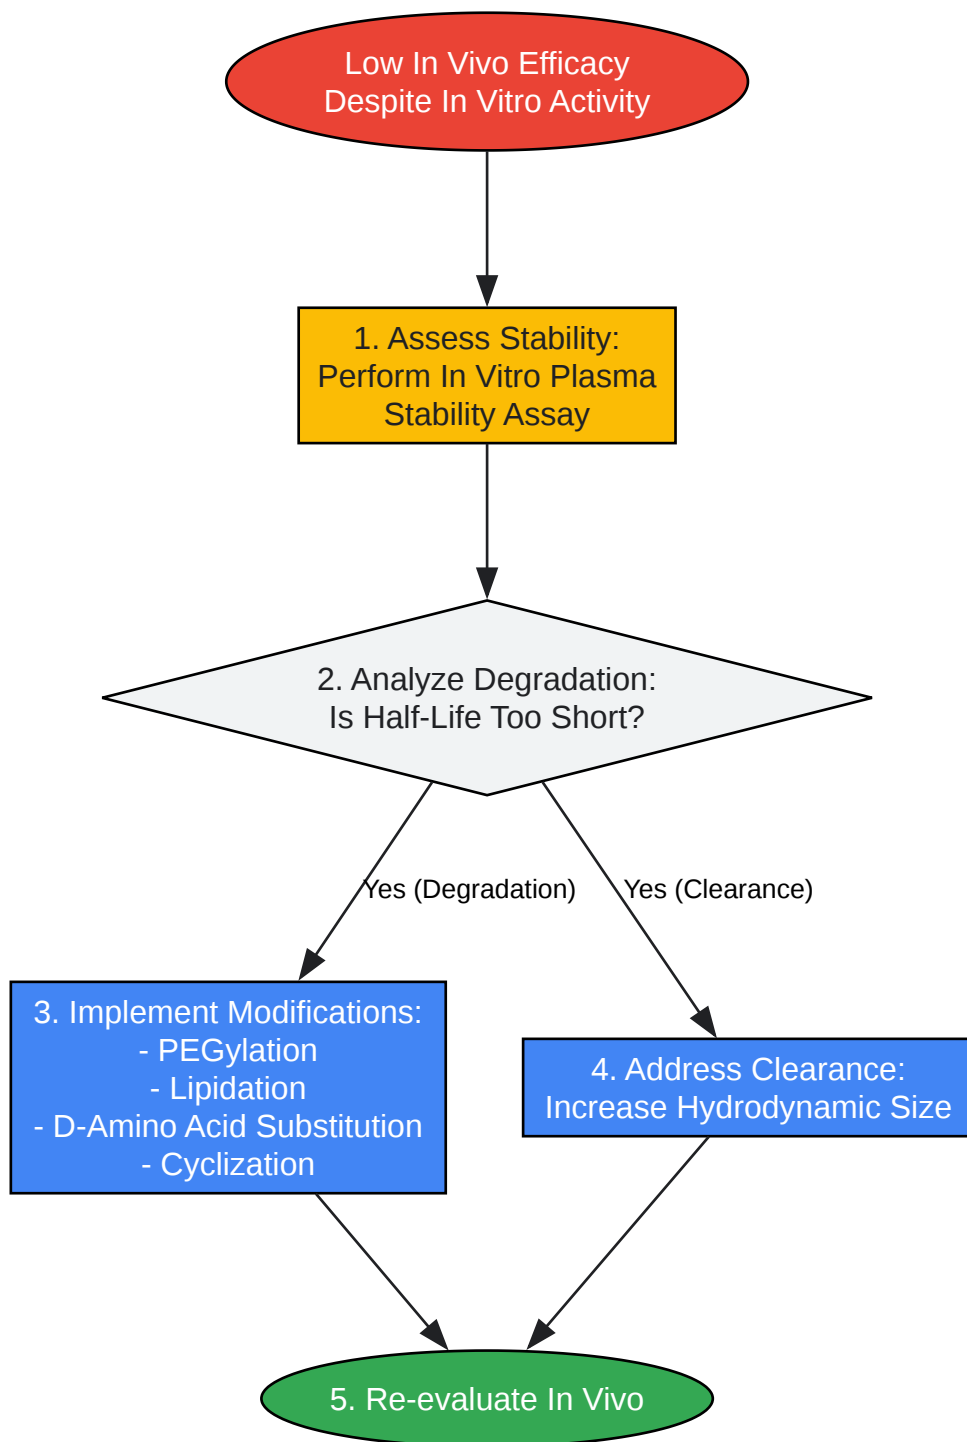 Low In Vivo Efficacy
Despite In Vitro Activity
1. Assess Stability:
Perform In Vitro Plasma
Stability Assay
2. Analyze Degradation:
Is Half-Life Too Short?
Yes (Degradation)
Yes (Clearance)
3. Implement Modifications:
- PEGylation
- Lipidation
- D-Amino Acid Substitution
- Cyclization
4. Address Clearance:
Increase Hydrodynamic Size
5. Re-evaluate In Vivo